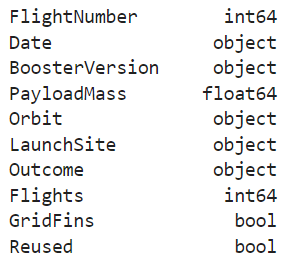 FlightNumber int64
Date object
BoosterVersion object
PayloadMass float64
Orbit object
LaunchSite object
Outcome object
Flights int64
GridFins bool
Reused bool